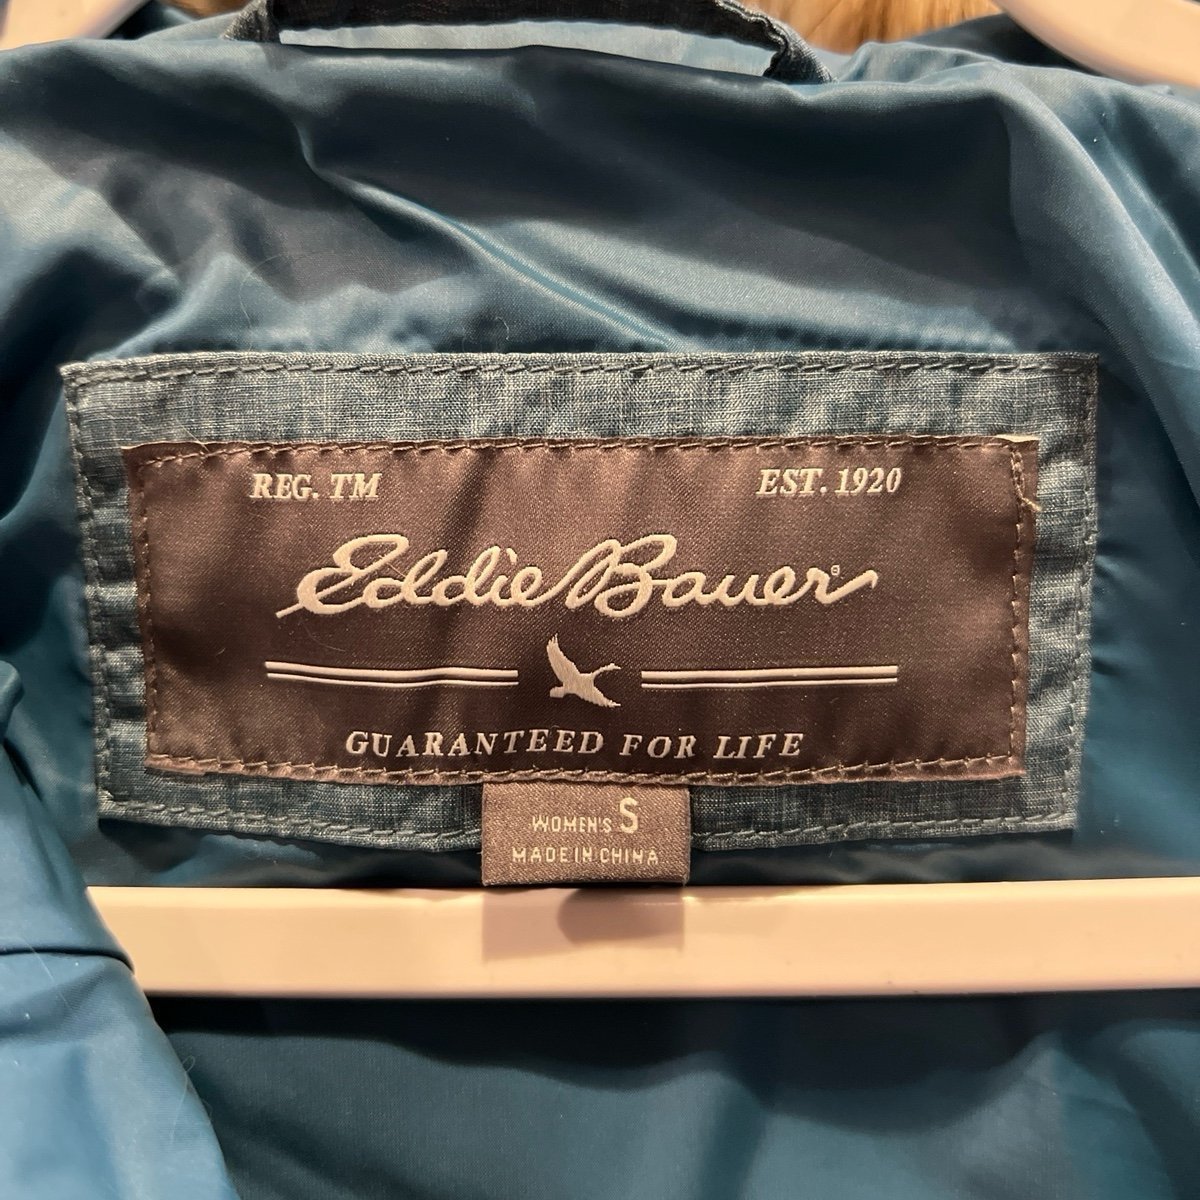 REG. TM EST. 1920
Eddie Bauer®
GUARANTEED FOR LIFE
WOMEN'S S
MADE IN CHINA